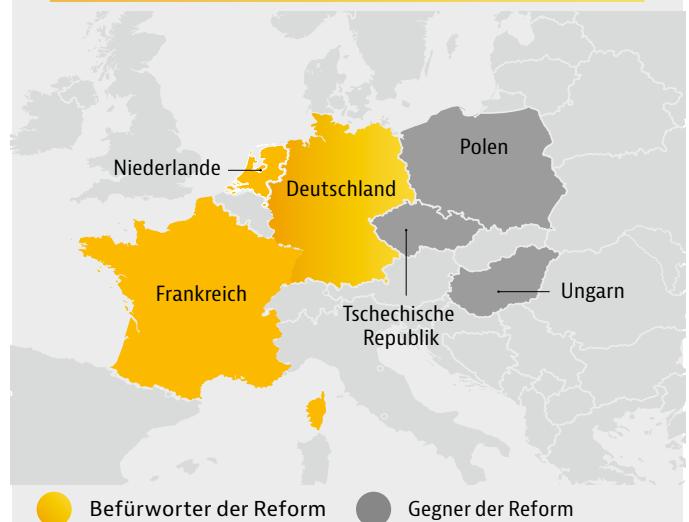 Polen
Niederlande
Deutschland
Frankreich
Ungarn
Tschechische
Republik
Befürworter der Reform
Gegner der Reform